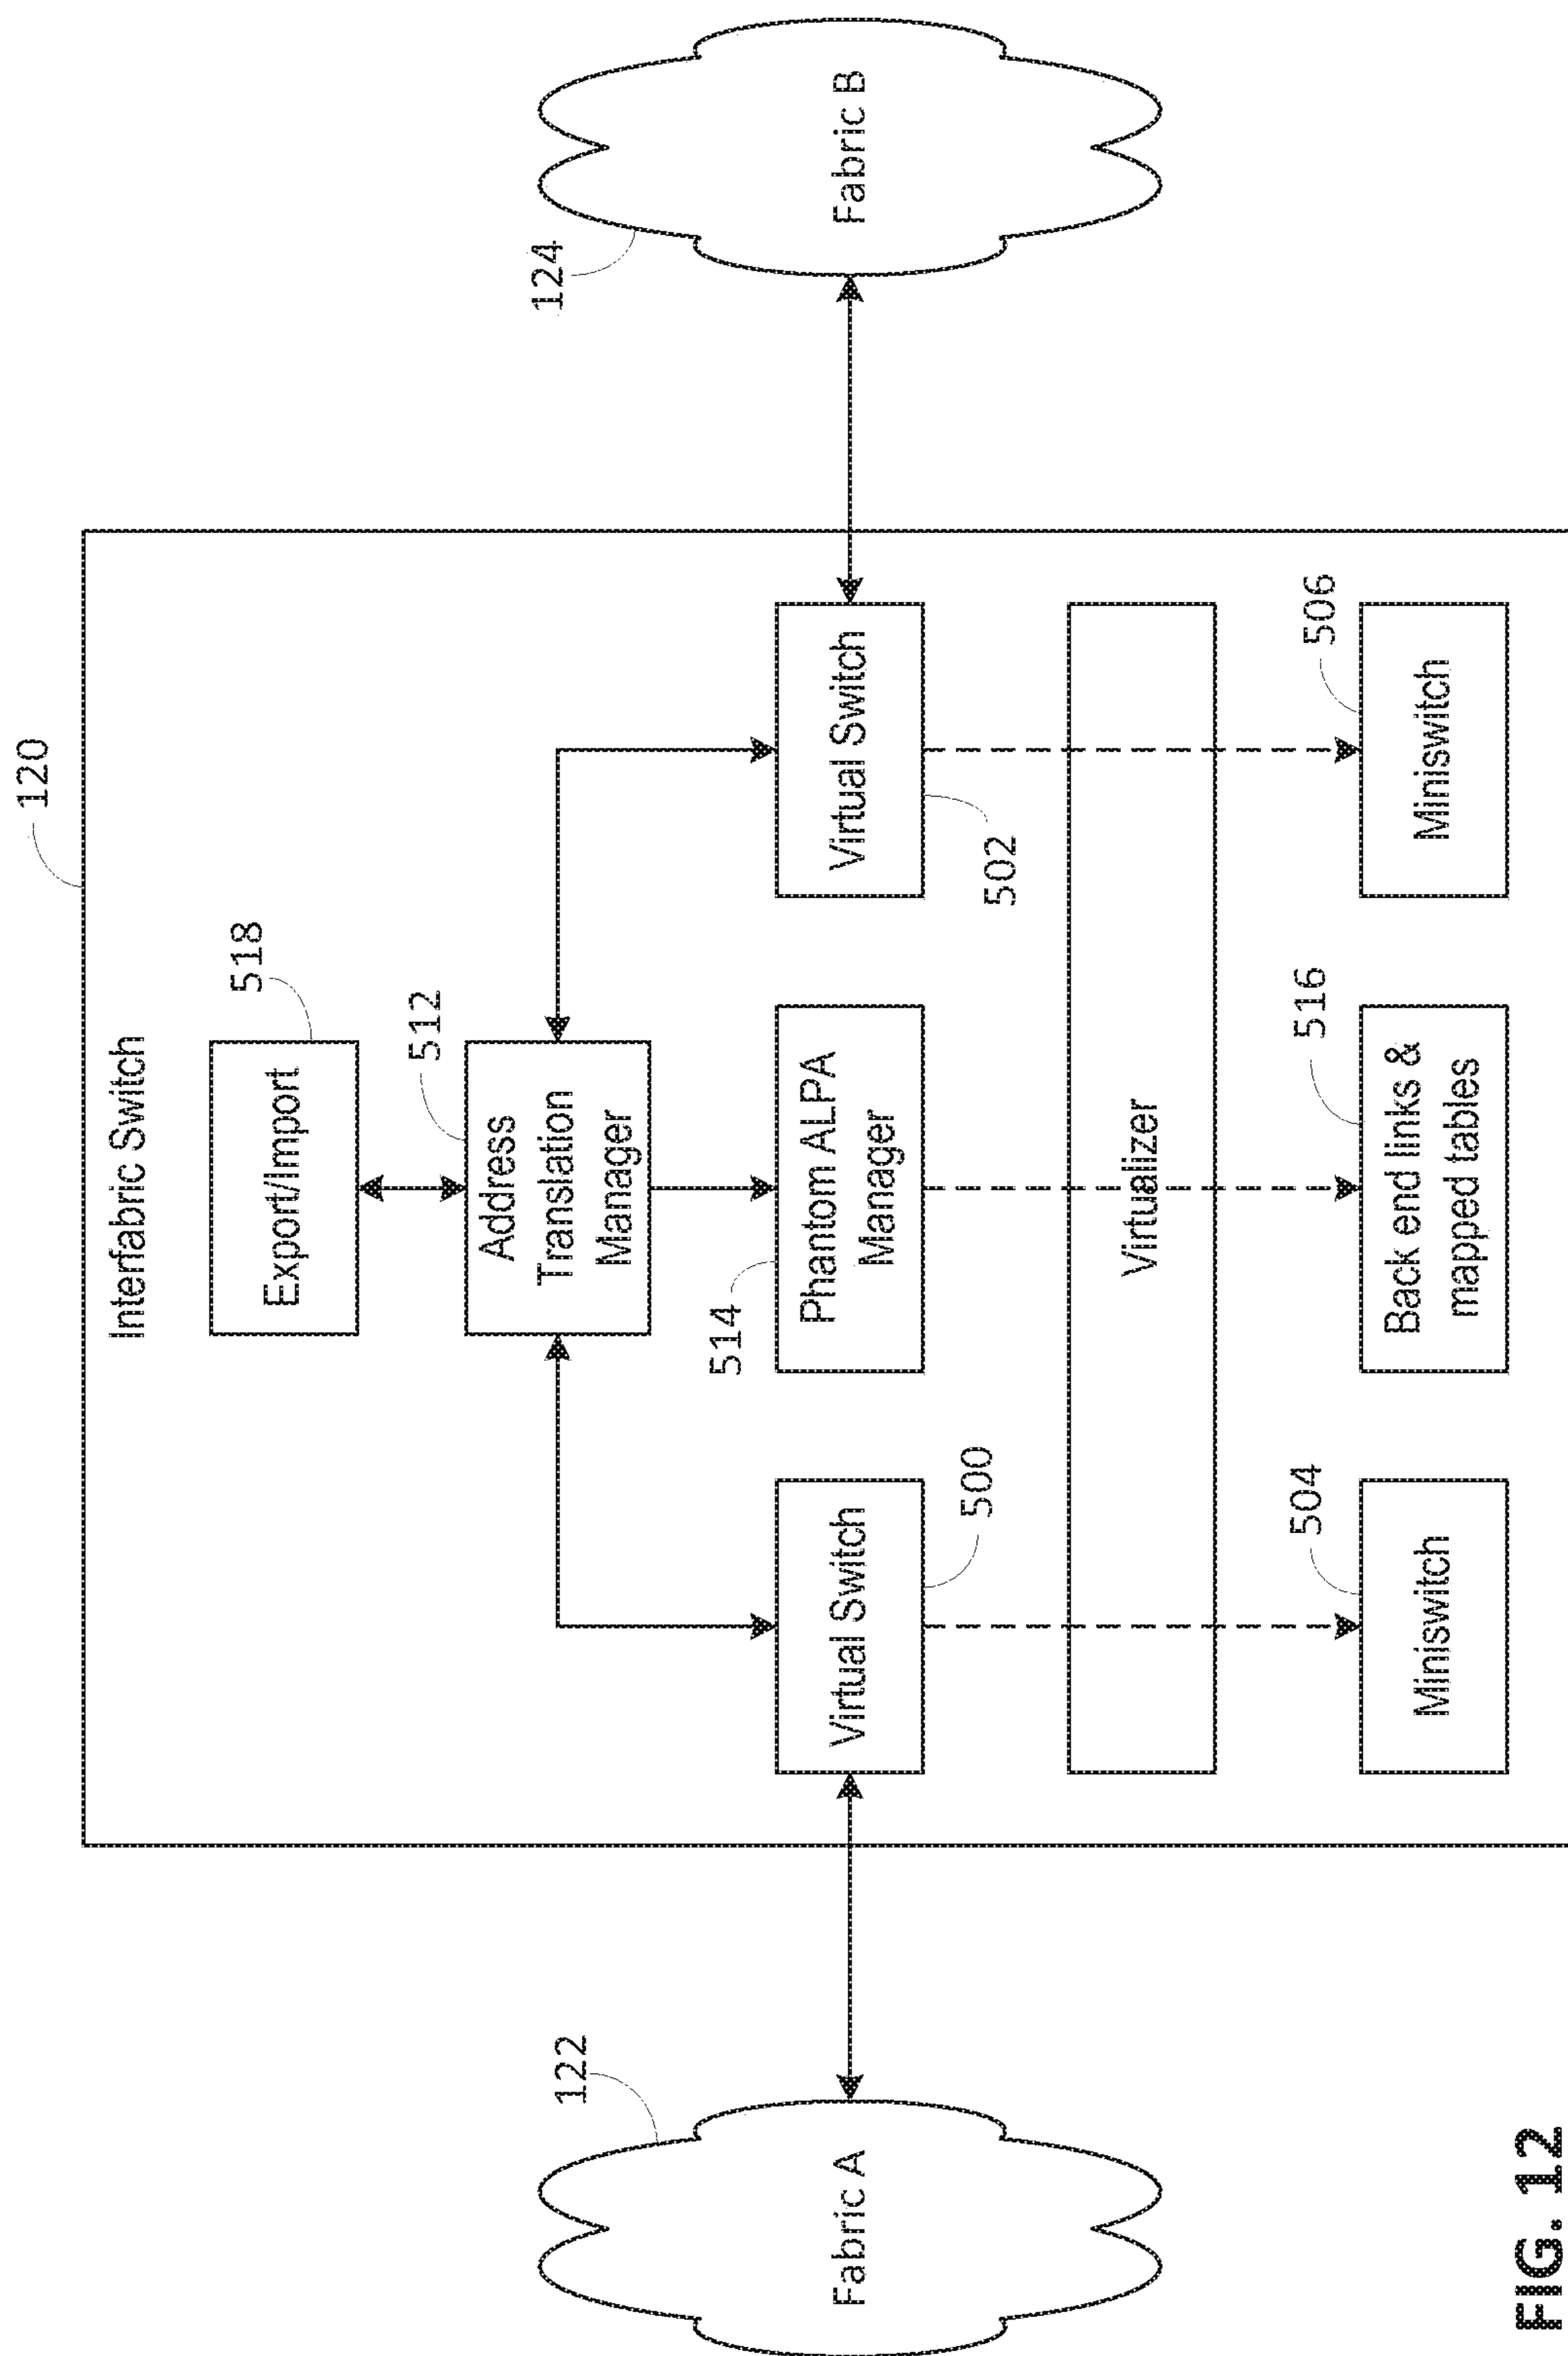 120
Interfabric Switch
518
Export/Import
512
Address
Translation
Manager
122
Fabric A
124
Fabric B
Virtual Switch
500
514
Phantom ALPA
Manager
Virtual Switch
502
Virtualizer
504
Miniswitch
516
Back end links &
mapped tables
506
Miniswitch
FIG. 12